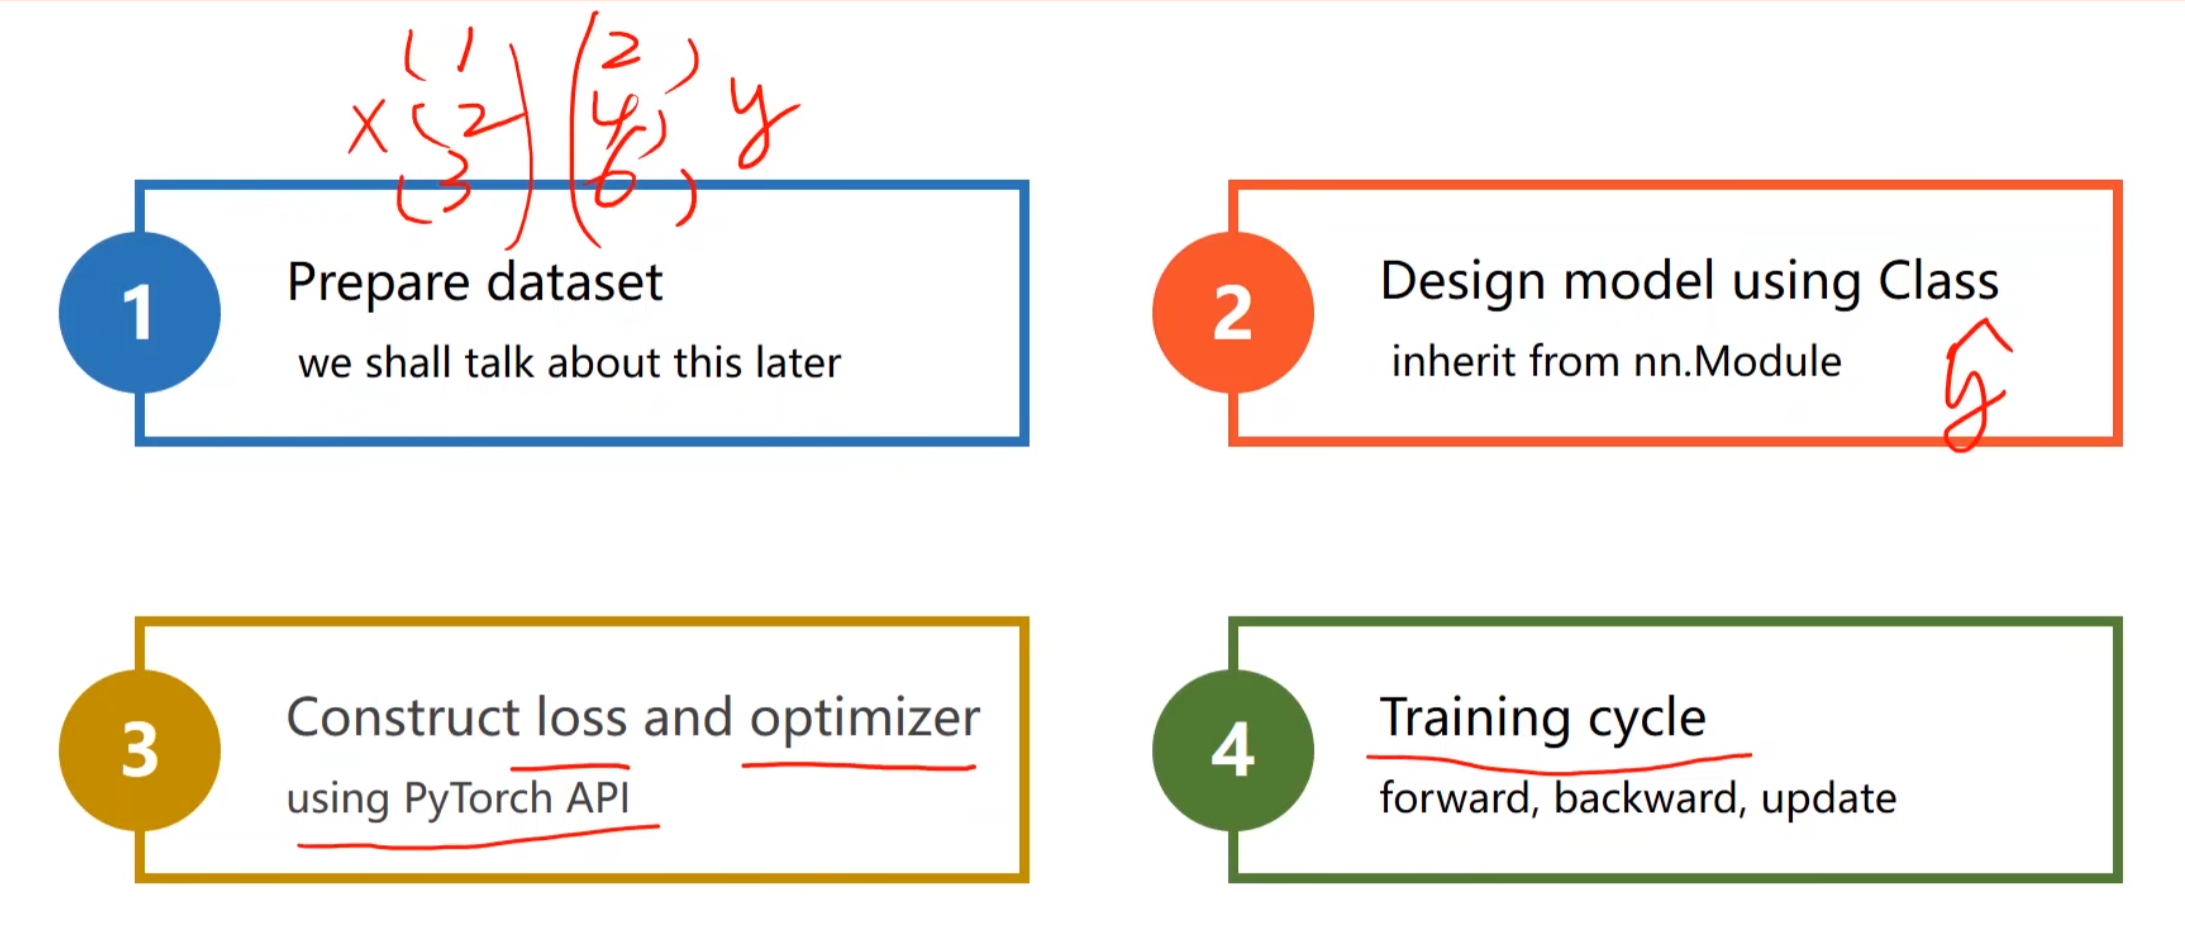 ( 1 ) ( 2 )
x ( 2 ) ( 4 ) y
( 3 ) ( 6 )
1
Prepare dataset
we shall talk about this later
2
Design model using Class
inherit from nn.Module
ŷ
3
Construct loss and optimizer
using PyTorch API
4
Training cycle
forward, backward, update